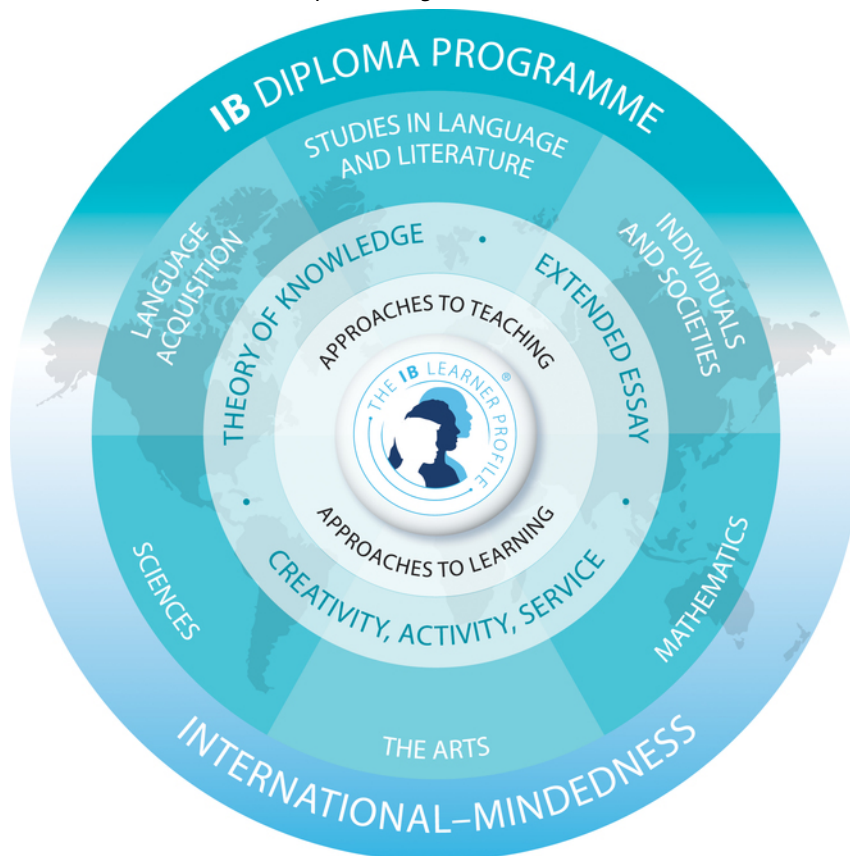 IB DIPLOMA PROGRAMME
STUDIES IN LANGUAGE
AND LITERATURE
LANGUAGE
ACQUISITION
INDIVIDUALS
AND SOCIETIES
THEORY OF KNOWLEDGE
EXTENDED ESSAY
APPROACHES TO TEACHING
THE IB LEARNER PROFILE ®
APPROACHES TO LEARNING
CREATIVITY, ACTIVITY, SERVICE
SCIENCES
MATHEMATICS
THE ARTS
INTERNATIONAL–MINDEDNESS